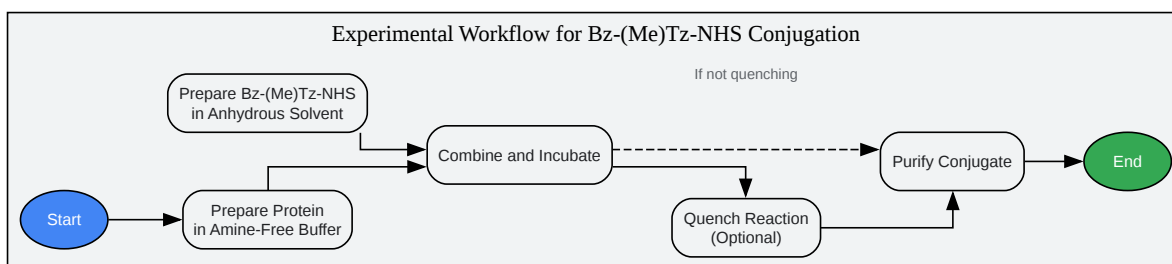 Experimental Workflow for Bz-(Me)Tz-NHS Conjugation
If not quenching
Prepare Bz-(Me)Tz-NHS
in Anhydrous Solvent
Combine and Incubate
Purify Conjugate
End
Start
Prepare Protein
in Amine-Free Buffer
Quench Reaction
(Optional)